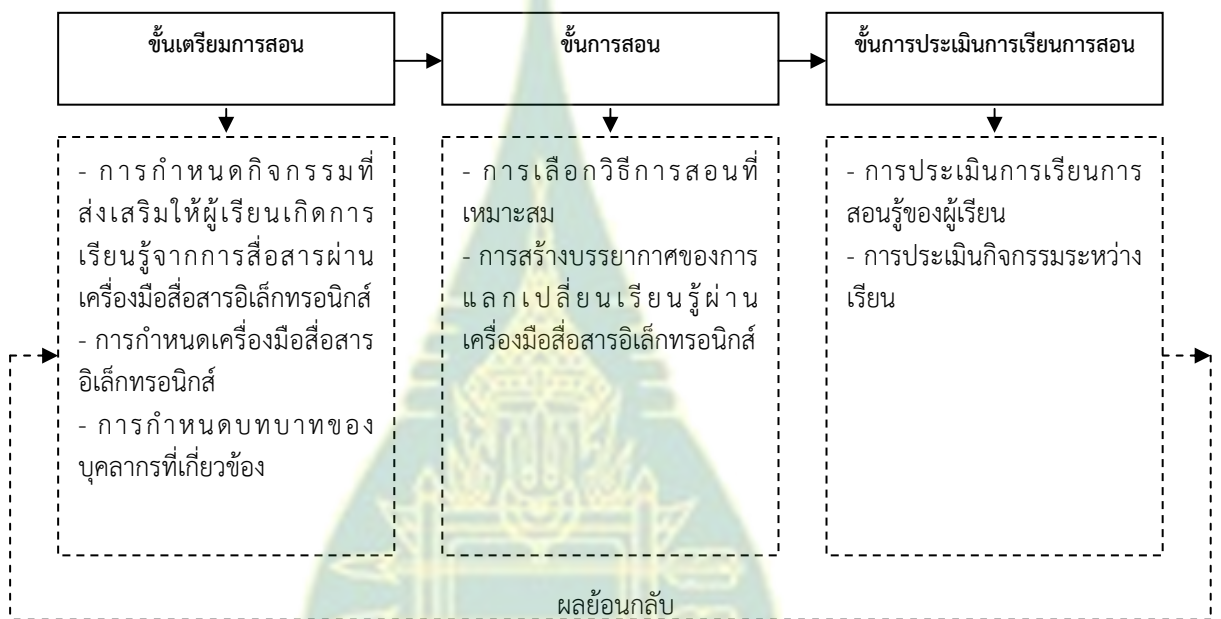 ขั้นเตรียมการสอน
ขั้นการสอน
ขั้นการประเมินการเรียนการสอน
- การกำหนดกิจกรรมที่
ส่งเสริมให้ผู้เรียนเกิดการ
เรียนรู้จากการสื่อสารผ่าน
เครื่องมือสื่อสารอิเล็กทรอนิกส์
- การกำหนดเครื่องมือสื่อสาร
อิเล็กทรอนิกส์
- การกำหนดบทบาทของ
บุคลากรที่เกี่ยวข้อง
- การเลือกวิธีการสอนที่
เหมาะสม
- การสร้างบรรยากาศของการ
แลกเปลี่ยนเรียนรู้ผ่าน
เครื่องมือสื่อสารอิเล็กทรอนิกส์
- การประเมินการเรียนการ
สอนรู้ของผู้เรียน
- การประเมินกิจกรรมระหว่าง
เรียน
ผลย้อนกลับ